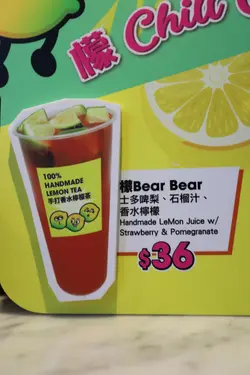 檬 Chill
100%
HANDMADE
LEMON TEA
手打香水檸檬茶
檬Bear Bear
士多啤梨、石榴汁、
香水檸檬
Handmade LeMon Juice w/
Strawberry & Pomegranate
$36